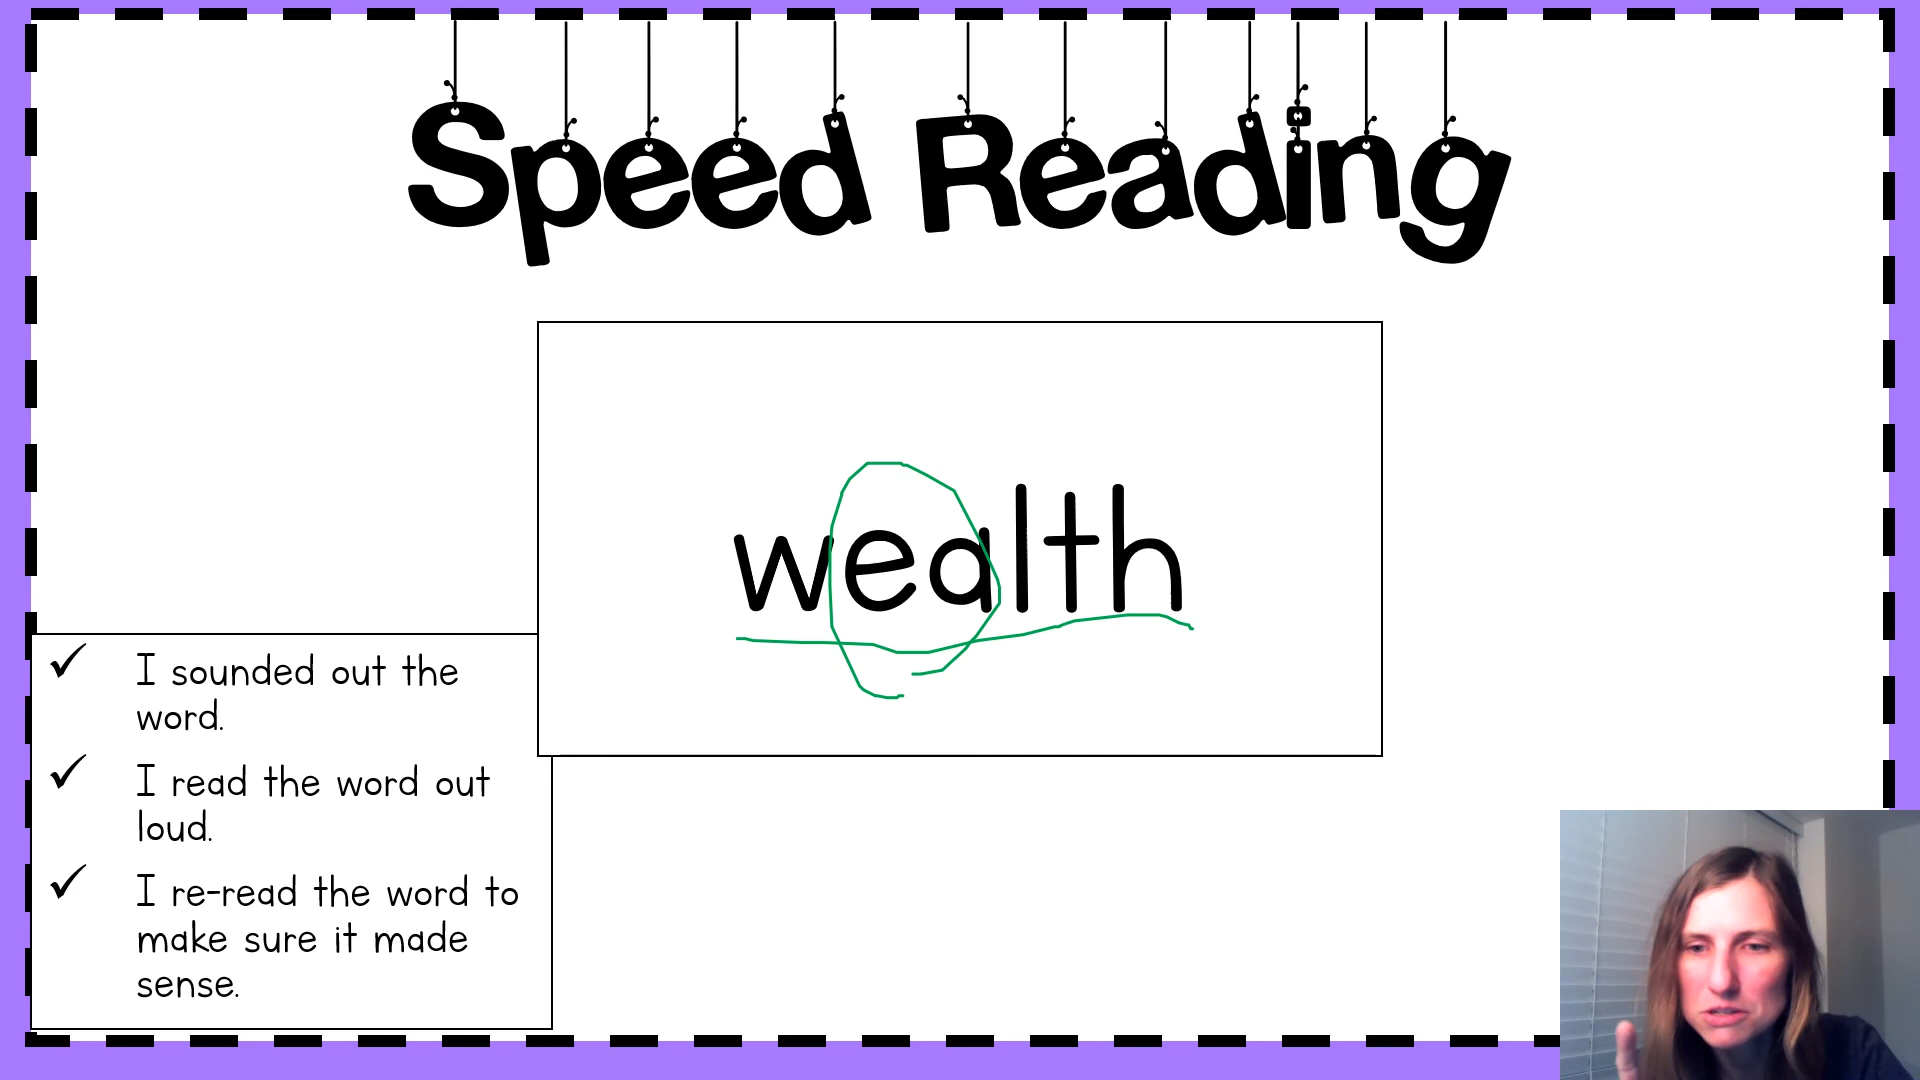 Speed Reading
wealth
✓ I sounded out the
word.
✓ I read the word out
loud.
✓ I re-read the word to
make sure it made
sense.